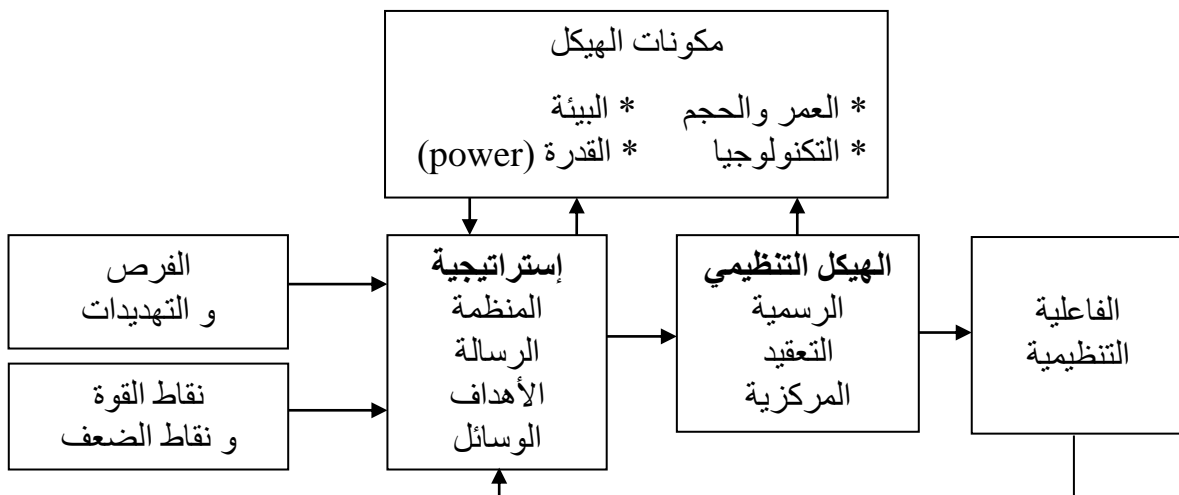 مكونات الهيكل
* العمر والحجم * البيئة
* التكنولوجيا * القدرة (power)
الفرص
و التهديدات
نقاط القوة
و نقاط الضعف
إستراتيجية
المنظمة
الرسالة
الأهداف
الوسائل
الهيكل التنظيمي
الرسمية
التعقيد
المركزية
الفاعلية
التنظيمية